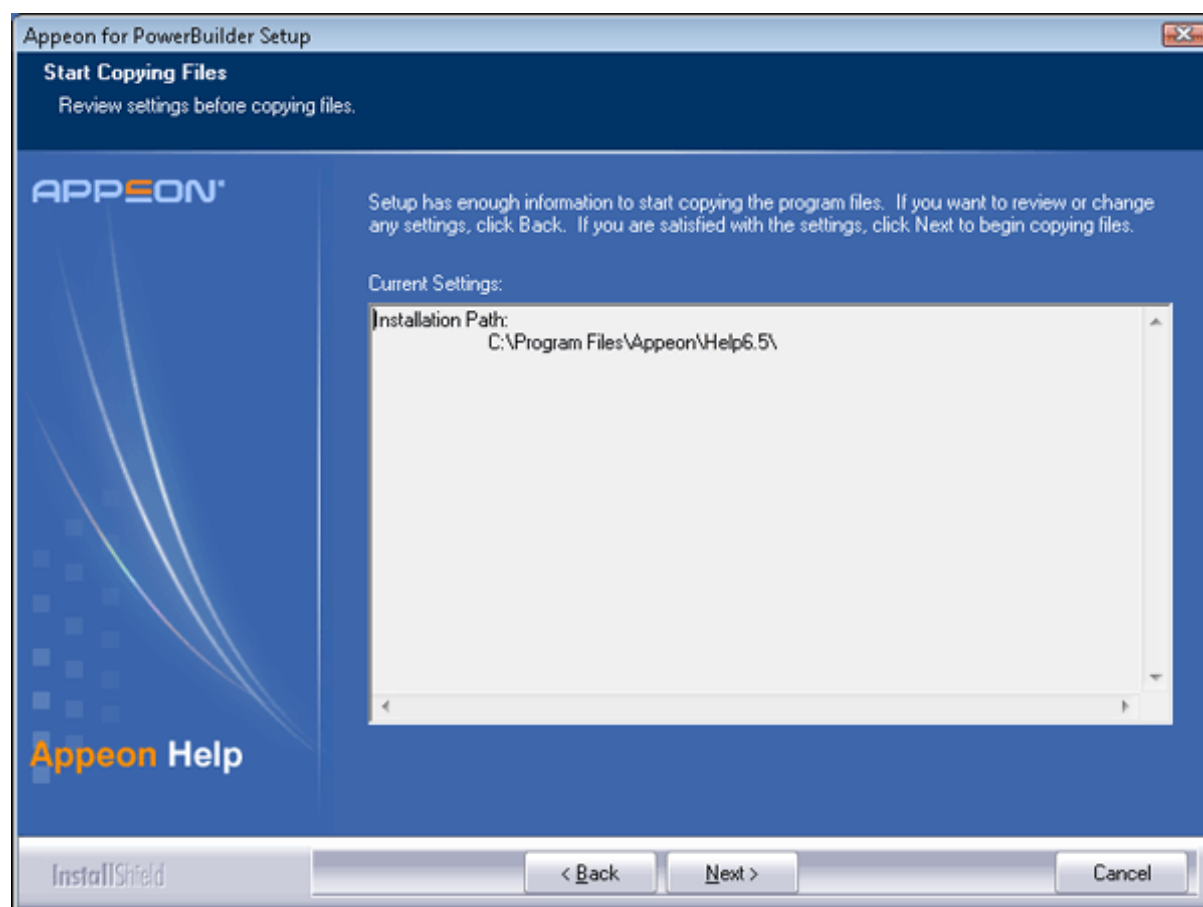 Appeon for PowerBuilder Setup
Start Copying Files
Review settings before copying files.
APPEON
Setup has enough information to start copying the program files. If you want to review or change
any settings, click Back. If you are satisfied with the settings, click Next to begin copying files.
Current Settings:
Installation Path:
C:\Program Files\Appeon\Help6.5\
Appeon Help
InstallShield
< Back
Next >
Cancel